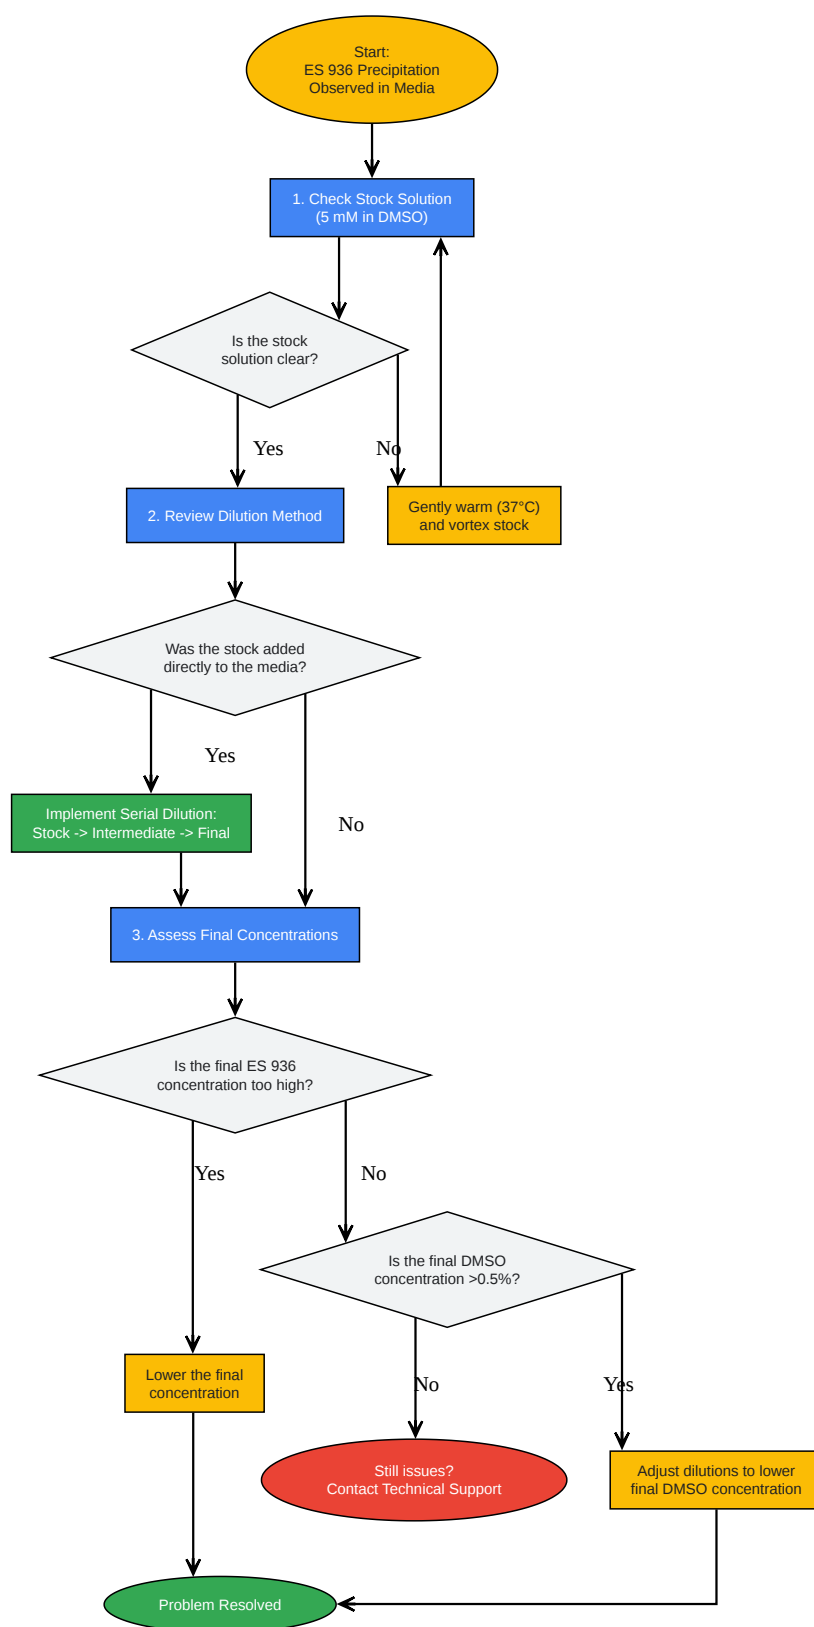 Start:
ES 936 Precipitation
Observed in Media
1. Check Stock Solution
(5 mM in DMSO)
Is the stock
solution clear?
Yes
No
2. Review Dilution Method
Gently warm (37°C)
and vortex stock
Was the stock added
directly to the media?
Yes
Implement Serial Dilution:
Stock -> Intermediate -> Final
No
3. Assess Final Concentrations
Is the final ES 936
concentration too high?
Yes
No
Is the final DMSO
concentration >0.5%?
Lower the final
concentration
No
Yes
Still issues?
Contact Technical Support
Adjust dilutions to lower
final DMSO concentration
Problem Resolved